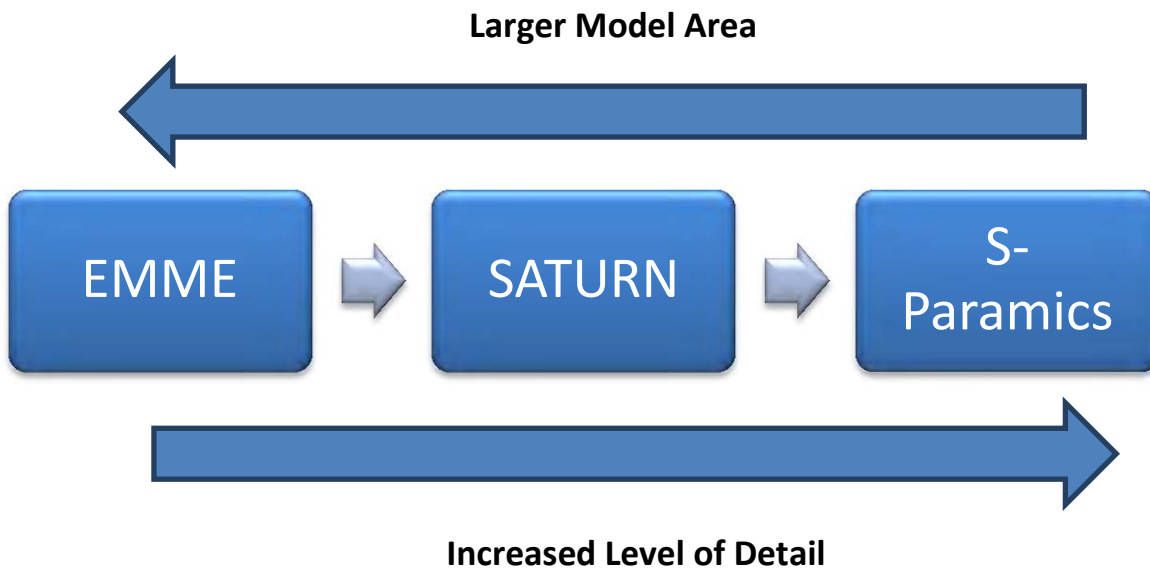 Larger Model Area
EMME
SATURN
S-
Paramics
Increased Level of Detail